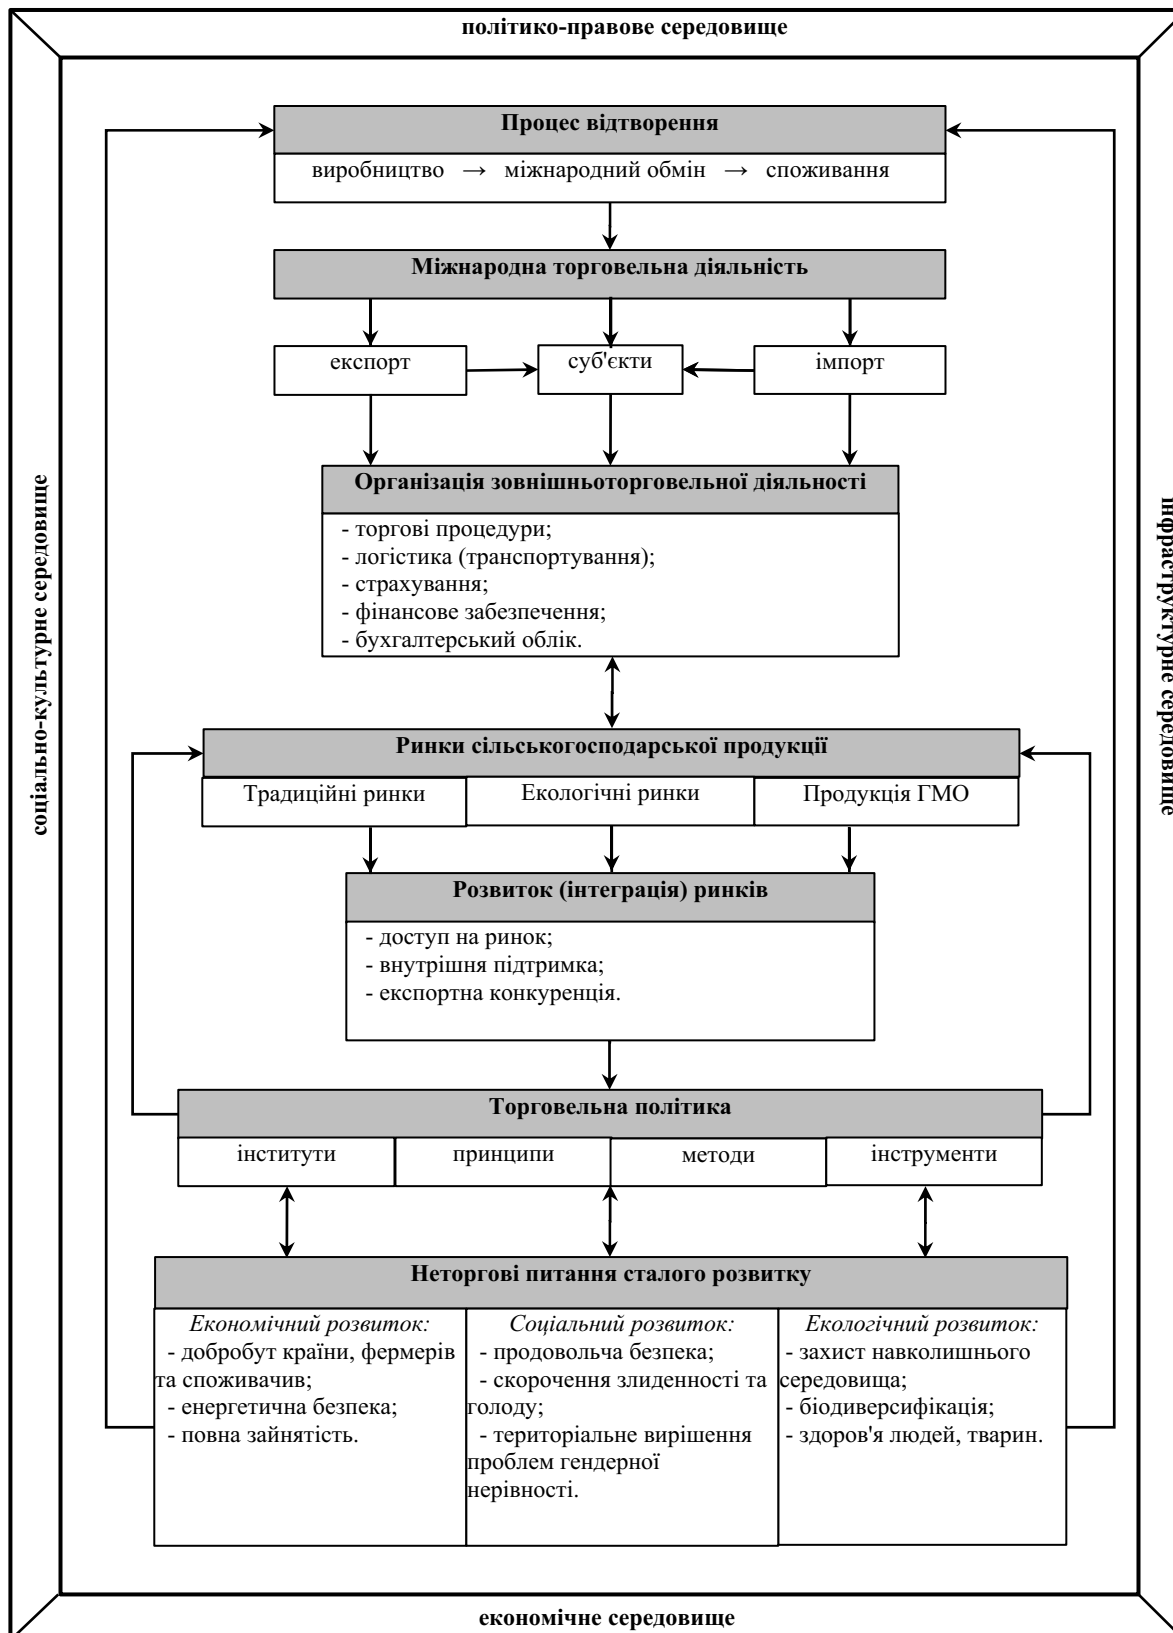 політико-правове середовище
соціально-культурне середовище
інфраструктурне середовище
Процес відтворення
виробництво → міжнародний обмін → споживання
Міжнародна торговельна діяльність
експорт
суб'єкти
імпорт
Організація зовнішньоторговельної діяльності
- торгові процедури;
- логістика (транспортування);
- страхування;
- фінансове забезпечення;
- бухгалтерський облік.
Ринки сільськогосподарської продукції
Традиційні ринки
Екологічні ринки
Продукція ГМО
Розвиток (інтеграція) ринків
- доступ на ринок;
- внутрішня підтримка;
- експортна конкуренція.
Торговельна політика
інститути
принципи
методи
інструменти
Неторгові питання сталого розвитку
Економічний розвиток:
- добробут країни, фермерів
та споживачив;
- енергетична безпека;
- повна зайнятість.
Соціальний розвиток:
- продовольча безпека;
- скорочення злиденності та
голоду;
- територіальне вирішення
проблем гендерної
нерівності.
Екологічний розвиток:
- захист навколишнього
середовища;
- біодиверсифікація;
- здоров'я людей, тварин.
економічне середовище